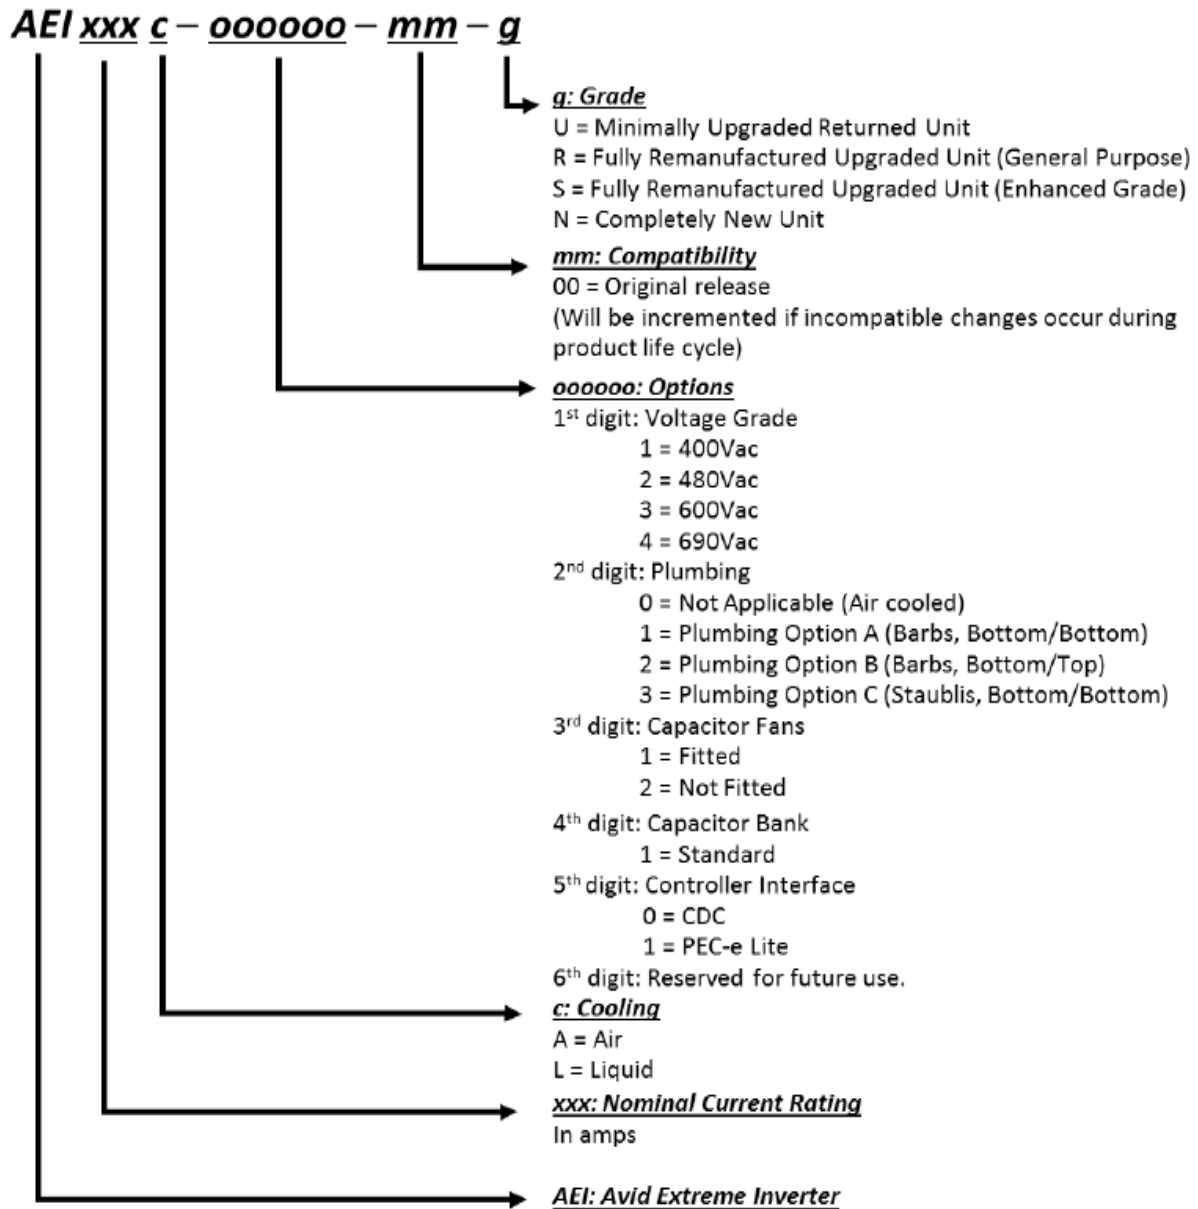 AEI xxx c – oooooo – mm – g
g: Grade
U = Minimally Upgraded Returned Unit
R = Fully Remanufactured Upgraded Unit (General Purpose)
S = Fully Remanufactured Upgraded Unit (Enhanced Grade)
N = Completely New Unit
mm: Compatibility
00 = Original release
(Will be incremented if incompatible changes occur during
product life cycle)
oooooo: Options
1st digit: Voltage Grade
1 = 400Vac
2 = 480Vac
3 = 600Vac
4 = 690Vac
2nd digit: Plumbing
0 = Not Applicable (Air cooled)
1 = Plumbing Option A (Barbs, Bottom/Bottom)
2 = Plumbing Option B (Barbs, Bottom/Top)
3 = Plumbing Option C (Staublis, Bottom/Bottom)
3rd digit: Capacitor Fans
1 = Fitted
2 = Not Fitted
4th digit: Capacitor Bank
1 = Standard
5th digit: Controller Interface
0 = CDC
1 = PEC-e Lite
6th digit: Reserved for future use.
c: Cooling
A = Air
L = Liquid
xxx: Nominal Current Rating
In amps
AEI: Avid Extreme Inverter